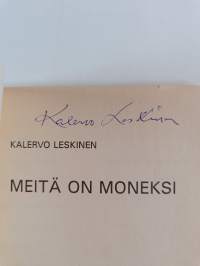 Kalervo Leskinen
KALERVO LESKINEN
MEITÄ ON MONEKSI